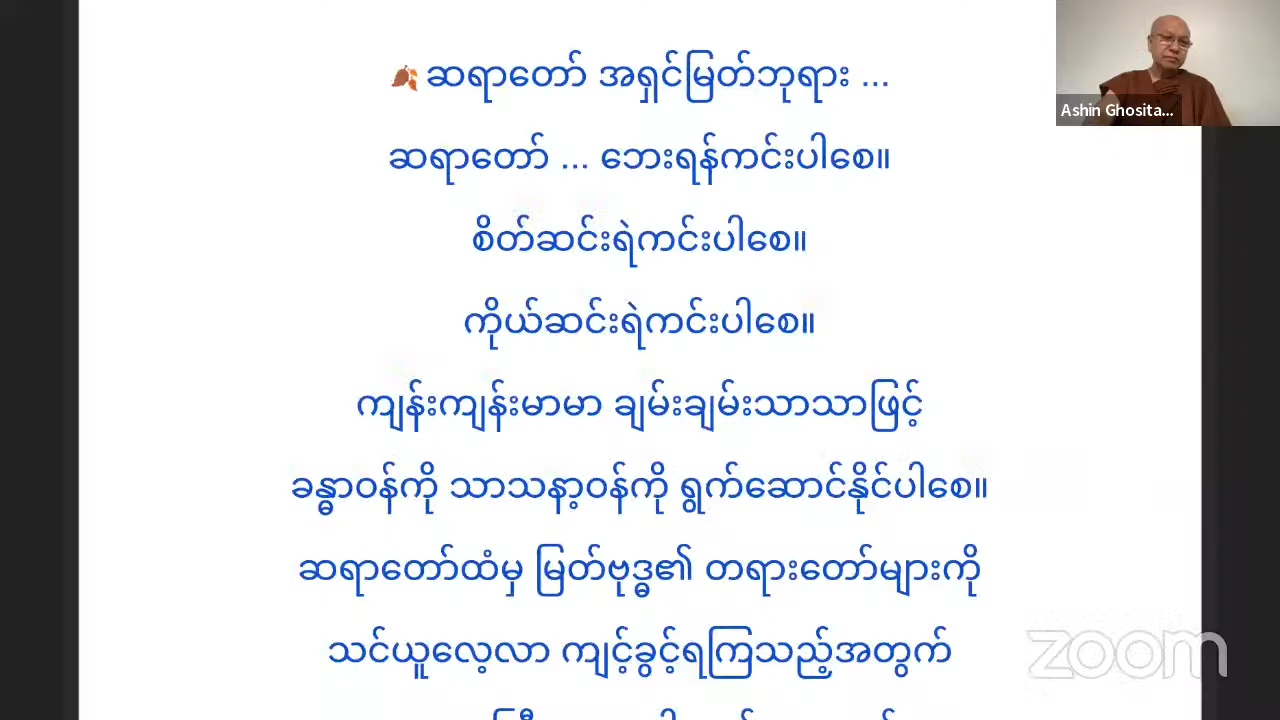 ဆရာတော် အရှင်မြတ်ဘုရား ...
ဆရာတော် ... ဘေးရန်ကင်းပါစေ။
စိတ်ဆင်းရဲကင်းပါစေ။
ကိုယ်ဆင်းရဲကင်းပါစေ။
ကျန်းကျန်းမာမာ ချမ်းချမ်းသာသာဖြင့်
ခန္ဓာဝန်ကို သာသနာ့ဝန်ကို ရွက်ဆောင်နိုင်ပါစေ။
ဆရာတော်ထံမှ မြတ်ဗုဒ္ဓ၏ တရားတော်များကို
သင်ယူလေ့လာ ကျင့်ခွင့်ရကြသည့်အတွက်
Ashin Ghosita...
zoom